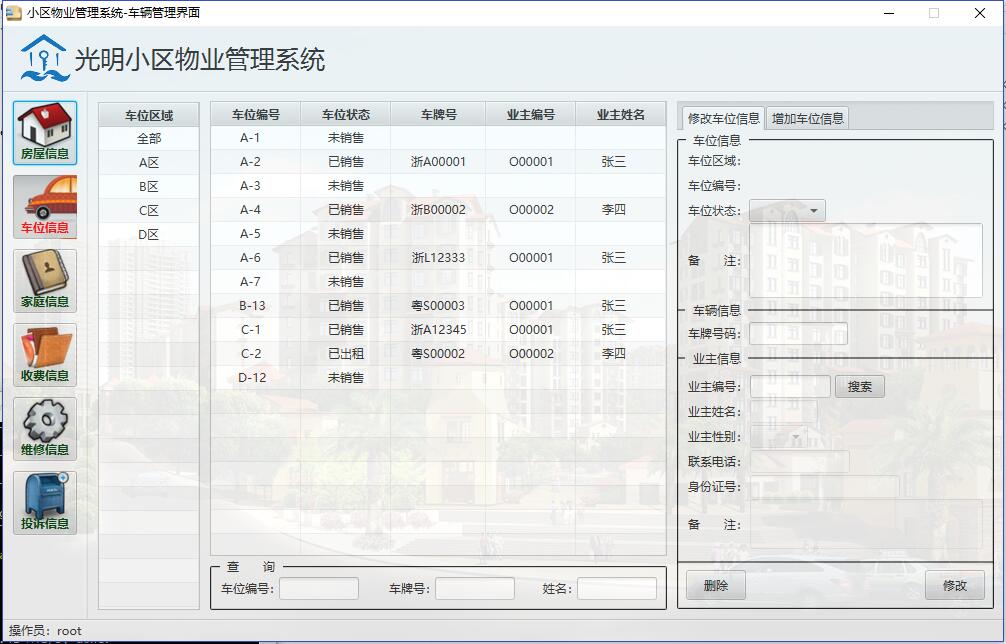 小区物业管理系统-车辆管理界面
光明小区物业管理系统
房屋信息
车位信息
家庭信息
收费信息
维修信息
投诉信息
车位区域
全部
A区
B区
C区
D区
车位编号 车位状态 车牌号 业主编号 业主姓名
A-1 未销售
A-2 已销售 浙A00001 O00001 张三
A-3 未销售
A-4 已销售 浙B00002 O00002 李四
A-5 未销售
A-6 已销售 浙L12333 O00001 张三
A-7 未销售
B-13 已销售 粤S00003 O00001 张三
C-1 已销售 浙A12345 O00001 张三
C-2 已出租 粤S00002 O00002 李四
D-12 未销售
查 询
车位编号: 车牌号: 姓名:
修改车位信息 增加车位信息
车位信息
车位区域:
车位编号:
车位状态:
备 注:
车辆信息
车牌号码:
业主信息
业主编号: 搜索
业主姓名:
业主性别:
联系电话:
身份证号:
备 注:
删除 修改
操作员: root